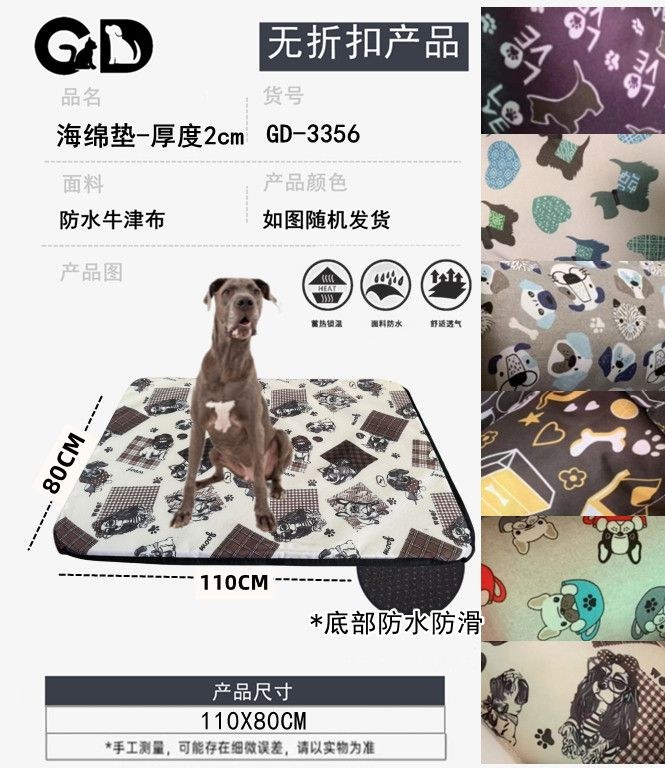 GD
无折扣产品
品名
货号
海绵垫-厚度2cm
GD-3356
面料
产品颜色
防水牛津布
如图随机发货
产品图
HEAT
蓄热锁温
面料防水
舒适透气
80CM
110CM
*底部防水防滑
产品尺寸
110X80CM
*手工测量，可能存在细微误差，请以实物为准